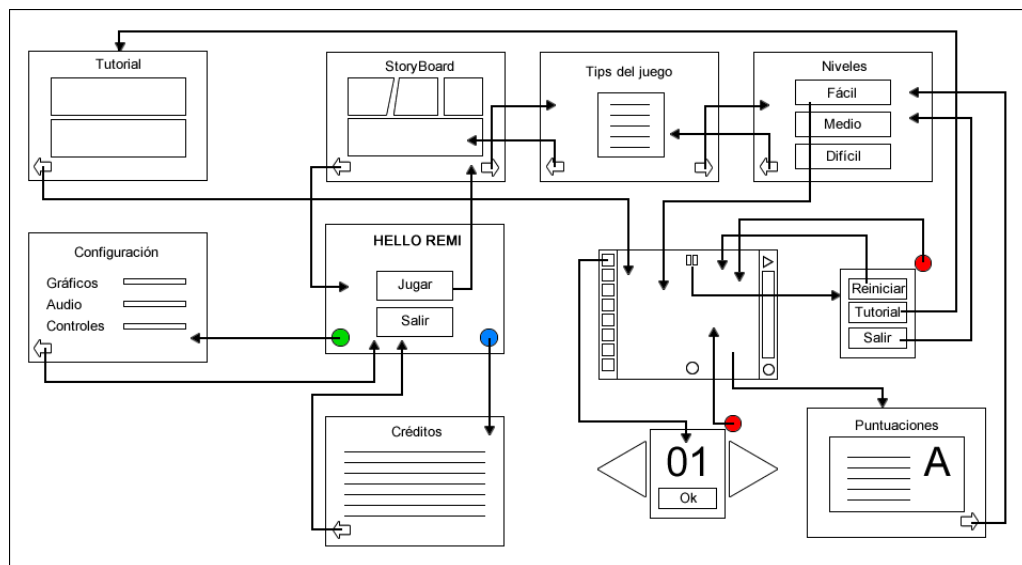 Tutorial
StoryBoard
Tips del juego
Niveles
Fácil
Medio
Difícil
Configuración
Gráficos
Audio
Controles
HELLO REMI
Jugar
Salir
Reiniciar
Tutorial
Salir
Créditos
01
Ok
Puntuaciones
A